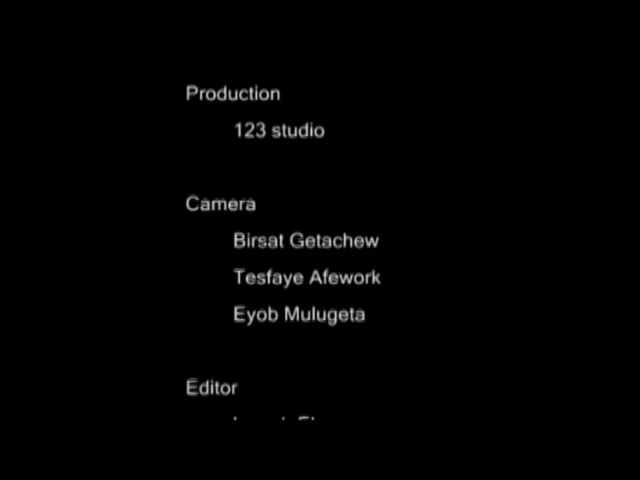 Production
123 studio
Camera
Birsat Getachew
Tesfaye Afework
Eyob Mulugeta
Editor